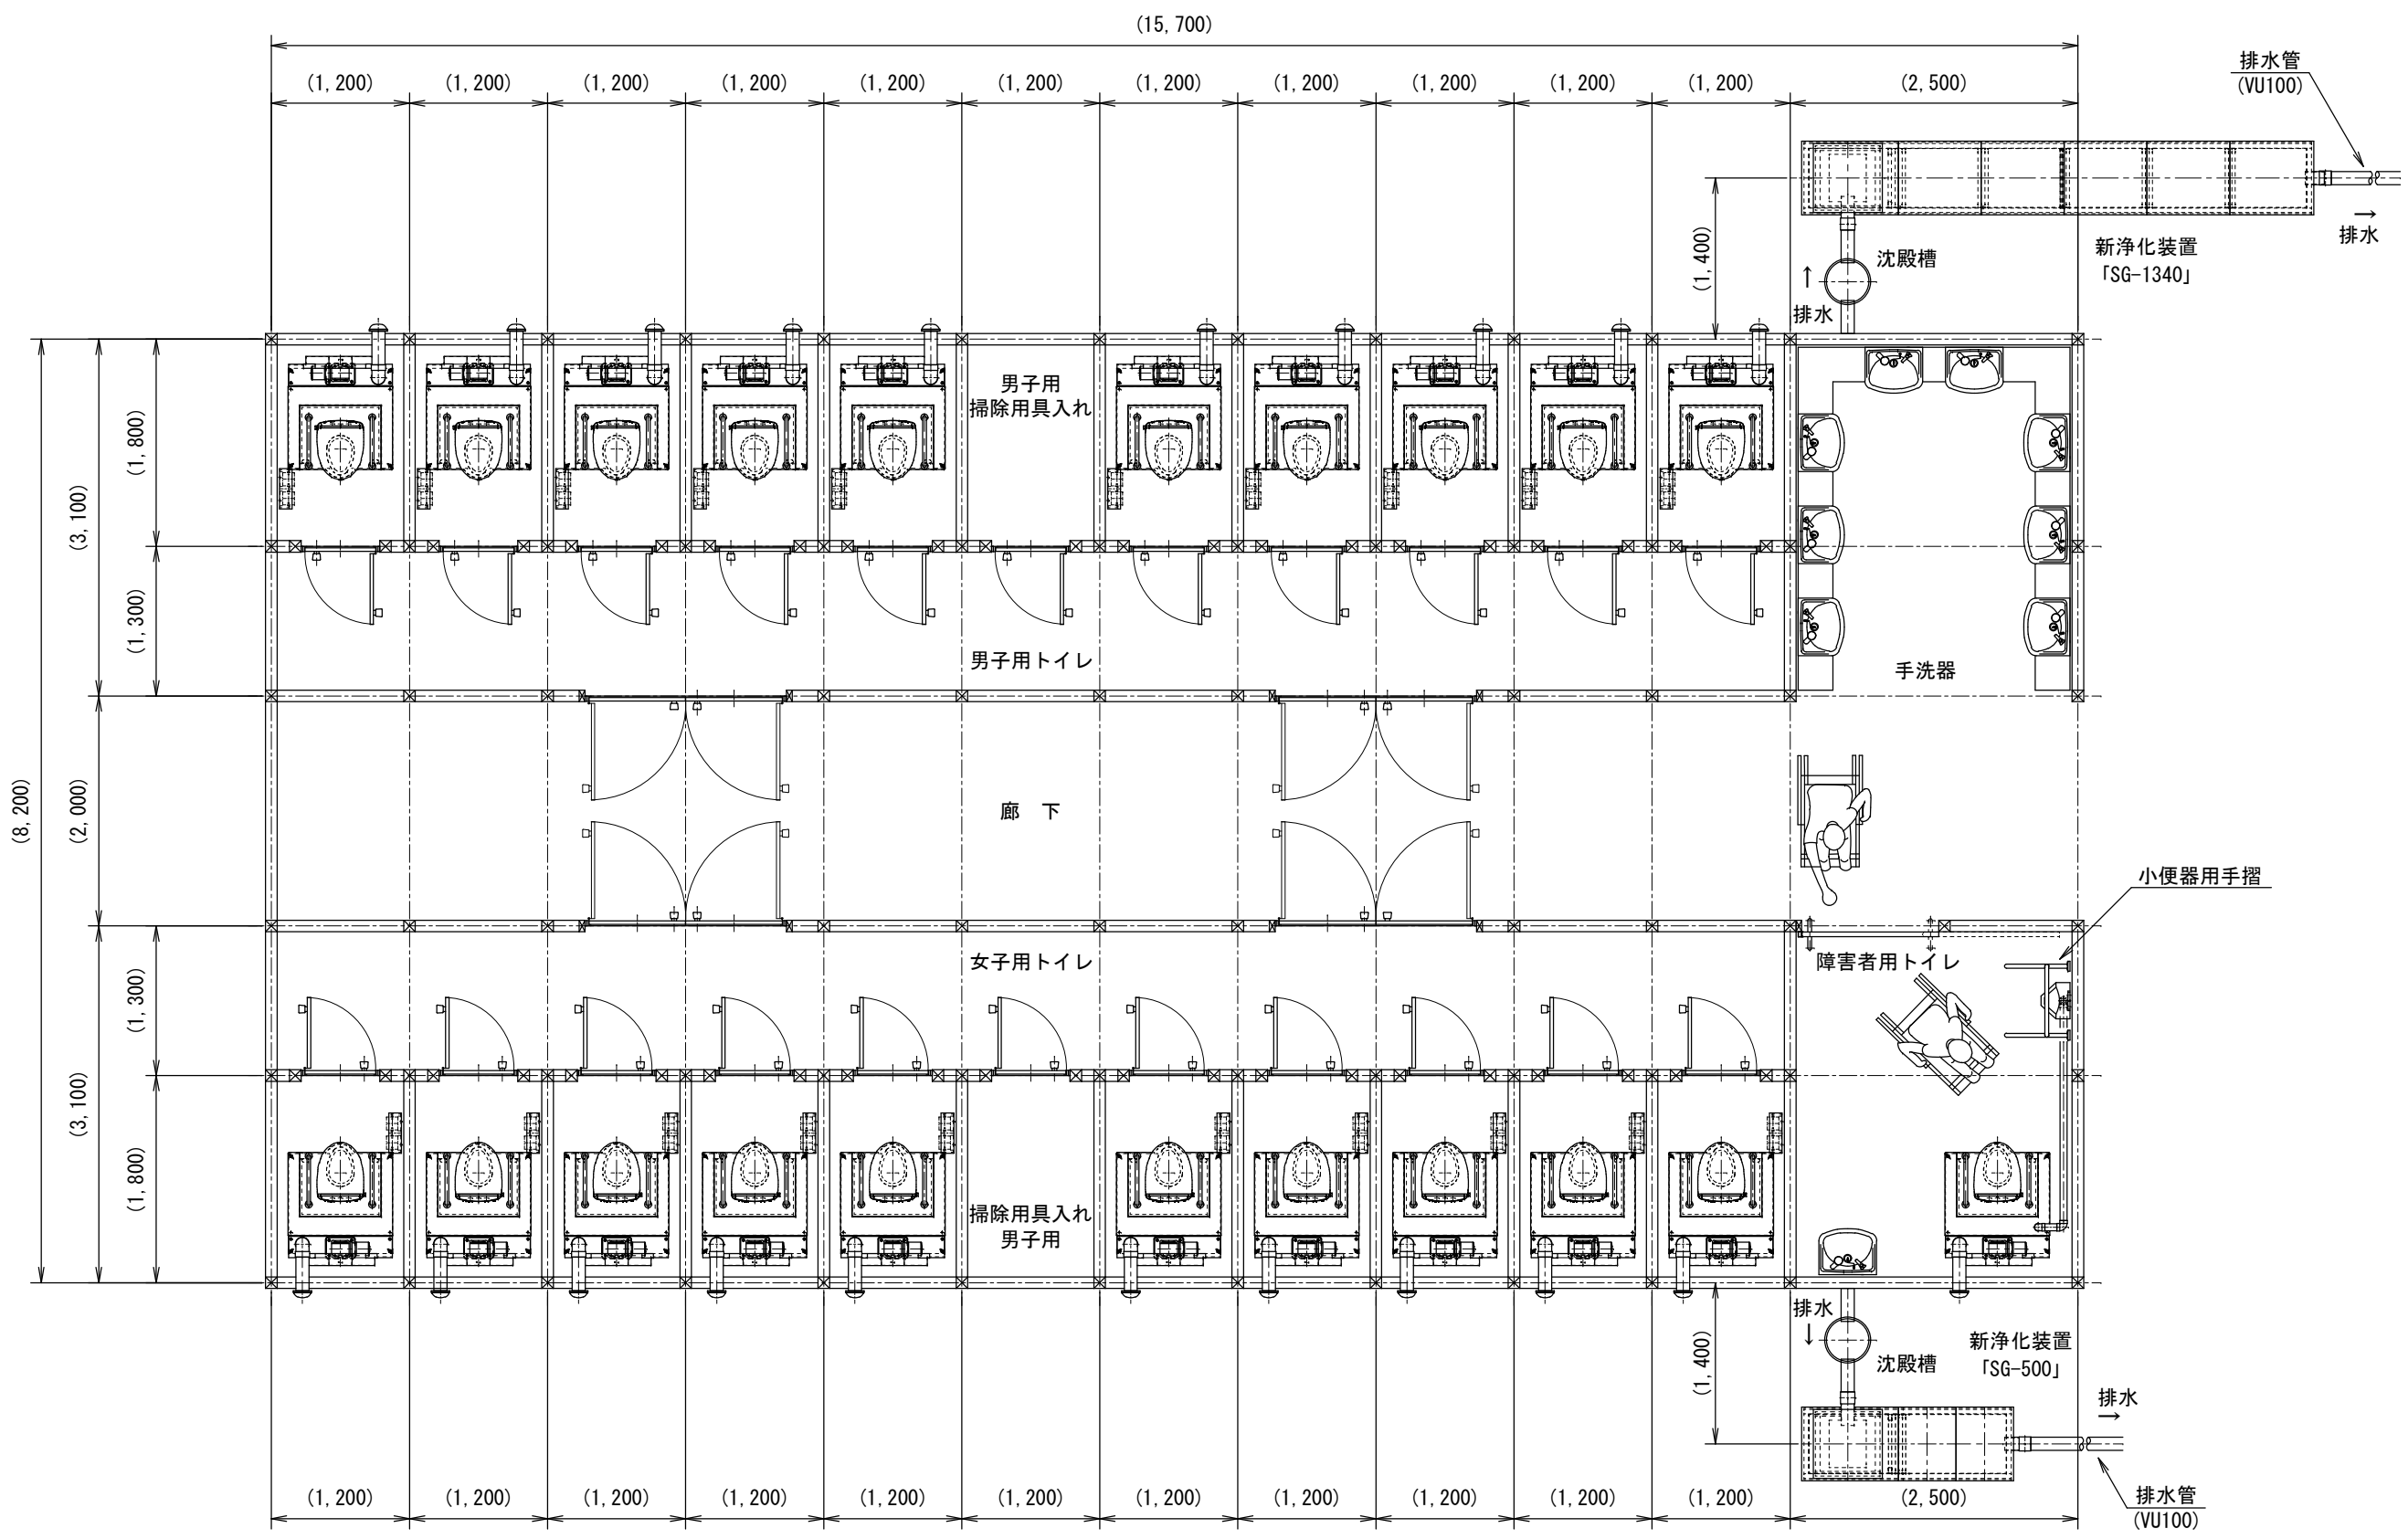 (15,700)
(1,200) (1,200) (1,200) (1,200) (1,200) (1,200) (1,200) (1,200) (1,200) (1,200) (1,200) (2,500)
排水管
(VU100)
→
排水
新浄化装置
「SG-1340」
沈殿槽
↑
排水
(1,400)
男子用
掃除用具入れ
(1,800)
(3,100)
(1,300)
男子用トイレ
手洗器
(8,200)
(2,000)
廊 下
小便器用手摺
女子用トイレ
障害者用トイレ
(1,300)
(3,100)
(1,800)
掃除用具入れ
男子用
排水
↓
沈殿槽
新浄化装置
「SG-500」
(1,400)
排水
→
排水管
(VU100)
(1,200) (1,200) (1,200) (1,200) (1,200) (1,200) (1,200) (1,200) (1,200) (1,200) (1,200) (2,500)